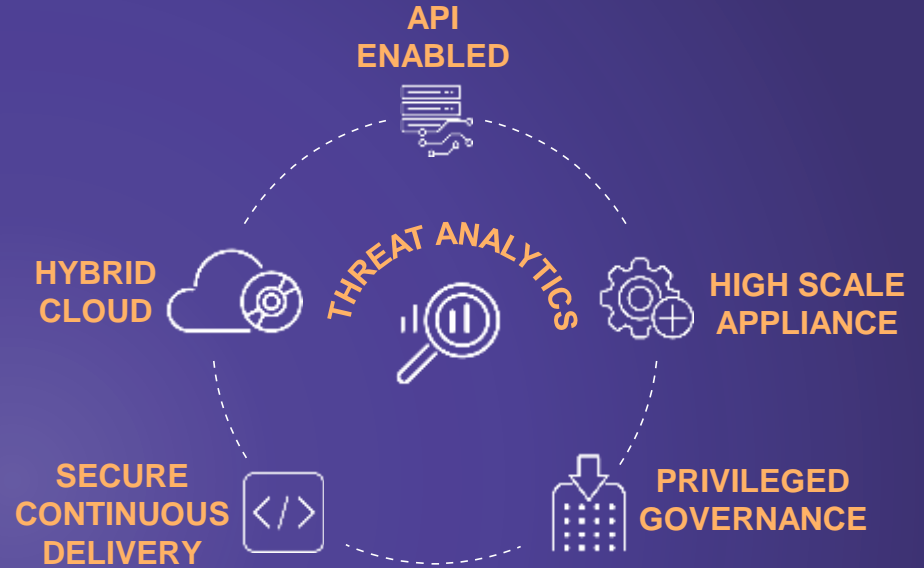 API
ENABLED
THREAT ANALYTICS
HYBRID
CLOUD
HIGH SCALE
APPLIANCE
SECURE
CONTINUOUS
DELIVERY
</>
PRIVILEGED
GOVERNANCE